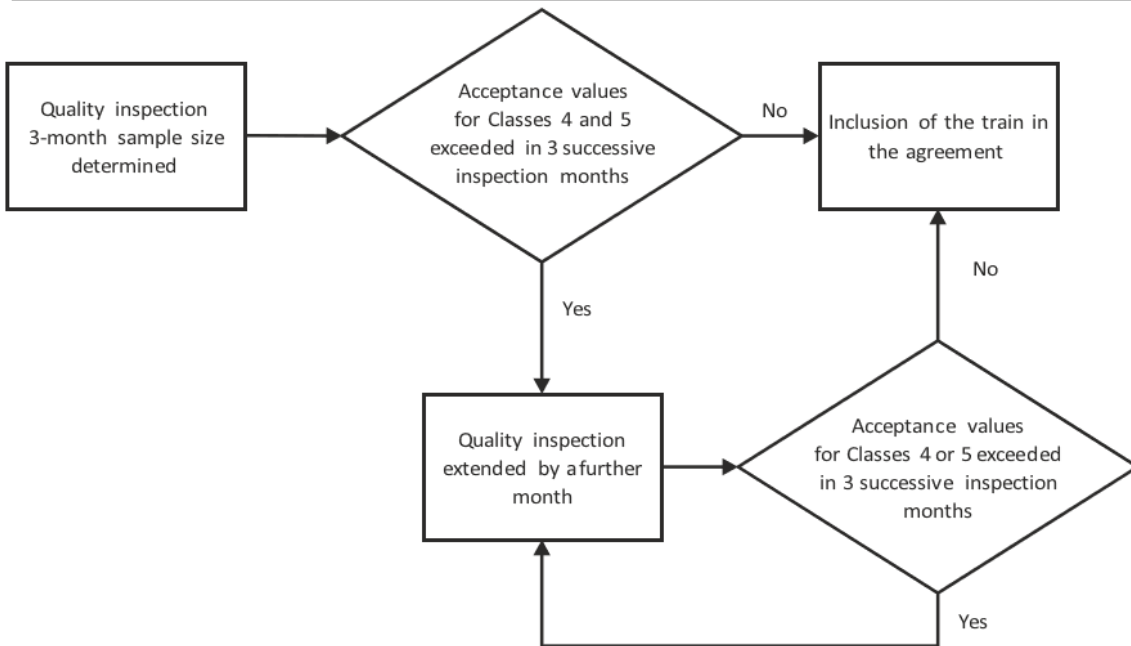 Quality inspection
3-month sample size
determined
Acceptance values
for Classes 4 and 5
exceeded in 3 successive
inspection months
No
Inclusion of the train in
the agreement
Yes
No
Quality inspection
extended by a further
month
Acceptance values
for Classes 4 or 5 exceeded
in 3 successive inspection
months
Yes